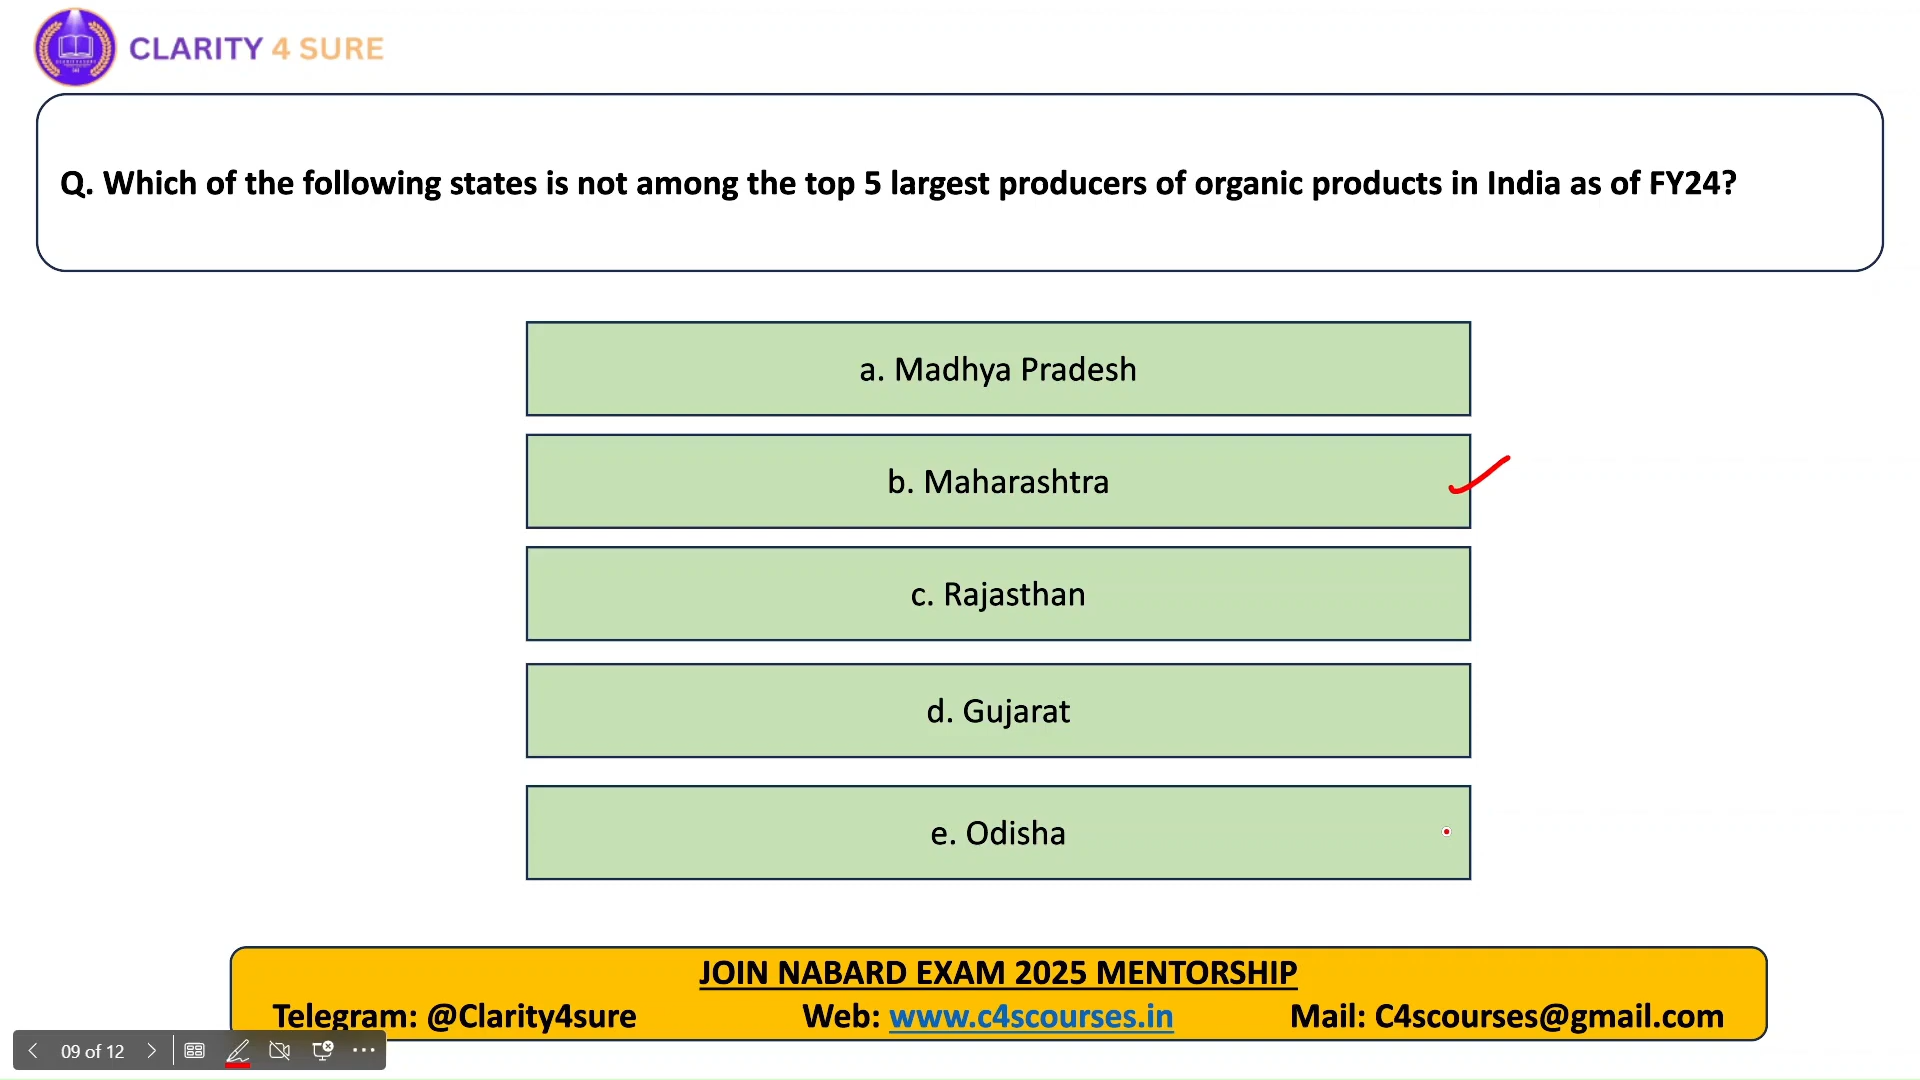 CLARITY 4 SURE
Q. Which of the following states is not among the top 5 largest producers of organic products in India as of FY24?
a. Madhya Pradesh
b. Maharashtra
c. Rajasthan
d. Gujarat
e. Odisha
JOIN NABARD EXAM 2025 MENTORSHIP
Telegram: @Clarity4sure Web: www.c4scourses.in Mail: C4scourses@gmail.com
09 of 12